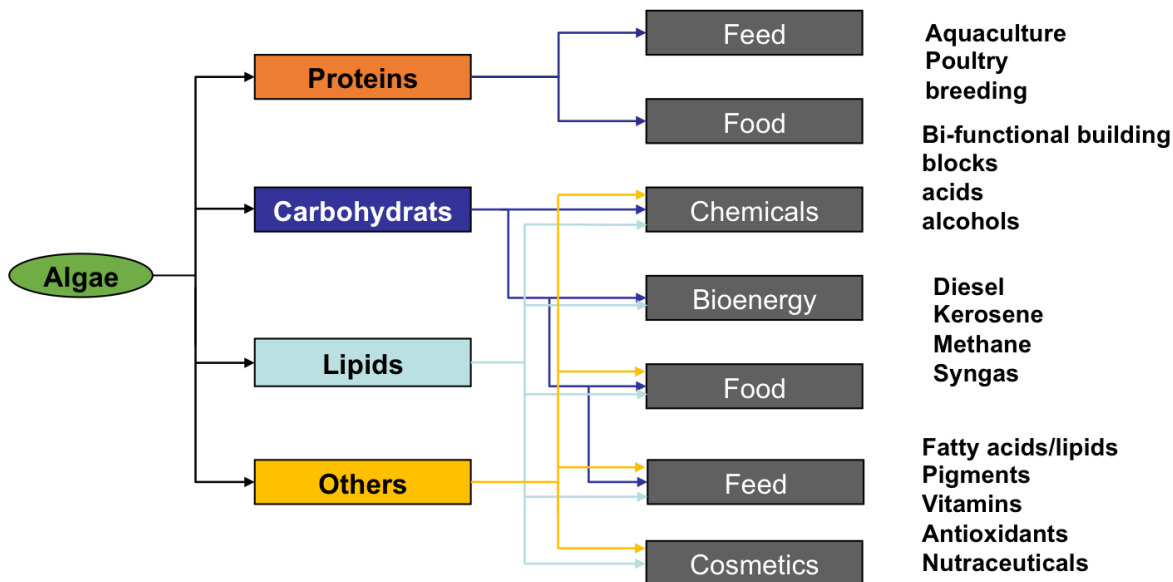 Algae
Proteins
Carbohydrats
Lipids
Others
Feed
Food
Chemicals
Bioenergy
Food
Feed
Cosmetics
Aquaculture
Poultry
breeding
Bi-functional building
blocks
acids
alcohols
Diesel
Kerosene
Methane
Syngas
Fatty acids/lipids
Pigments
Vitamins
Antioxidants
Nutraceuticals